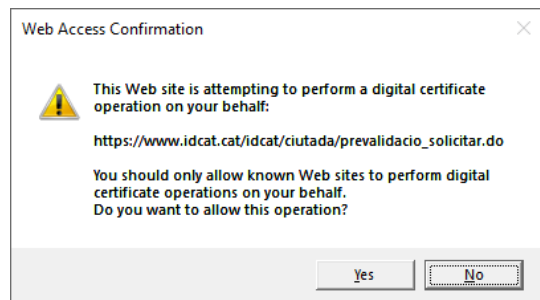 Web Access Confirmation
This Web site is attempting to perform a digital certificate
operation on your behalf:
https://www.idcat.cat/idcat/ciutada/prevalidacio_solicitar.do
You should only allow known Web sites to perform digital
certificate operations on your behalf.
Do you want to allow this operation?
Yes
No